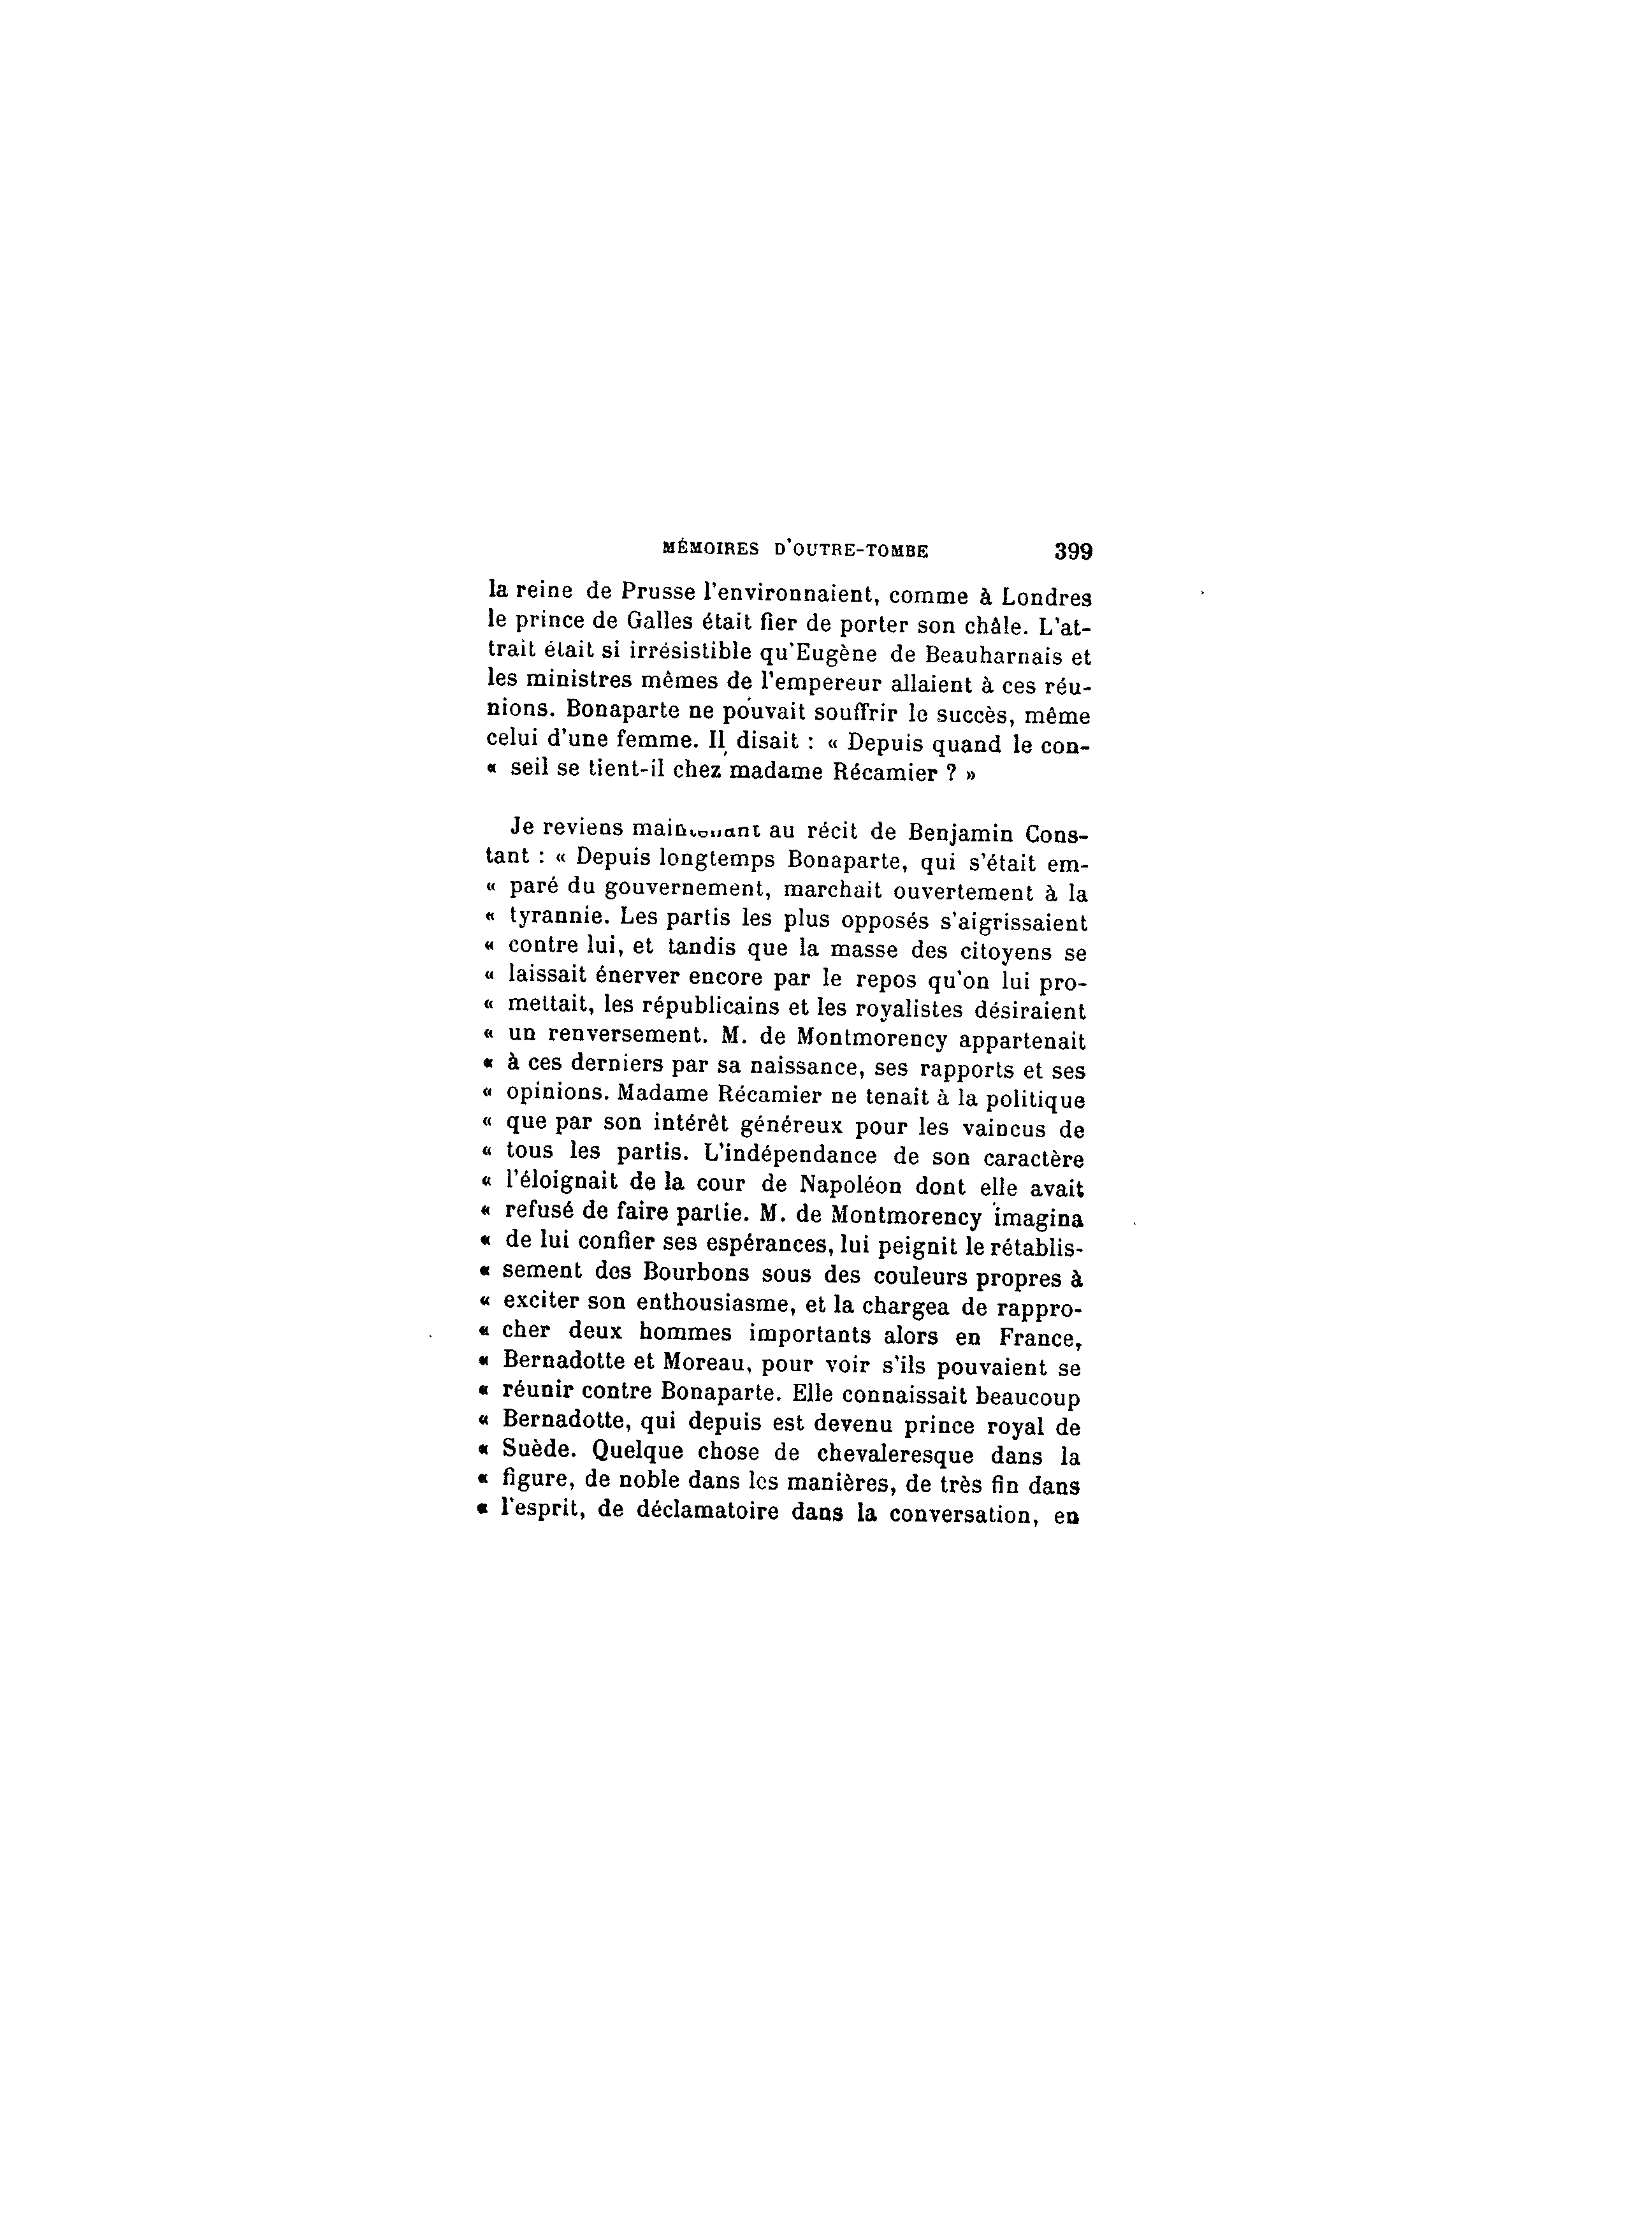 MÉMOIRES D'OUTRE-TOMBE 399
la reine de Prusse l'environnaient, comme à Londres
le prince de Galles était fier de porter son châle. L'at-
trait était si irrésistible qu'Eugène de Beauharnais et
les ministres mêmes de l'empereur allaient à ces réu-
nions. Bonaparte ne pouvait souffrir le succès, même
celui d'une femme. Il disait : « Depuis quand le con-
« seil se tient-il chez madame Récamier ? »
Je reviens maintenant au récit de Benjamin Cons-
tant : « Depuis longtemps Bonaparte, qui s'était em-
« paré du gouvernement, marchait ouvertement à la
« tyrannie. Les partis les plus opposés s'aigrissaient
« contre lui, et tandis que la masse des citoyens se
« laissait énerver encore par le repos qu'on lui pro-
« mettait, les républicains et les royalistes désiraient
« un renversement. M. de Montmorency appartenait
« à ces derniers par sa naissance, ses rapports et ses
« opinions. Madame Récamier ne tenait à la politique
« que par son intérêt généreux pour les vaincus de
« tous les partis. L'indépendance de son caractère
« l'éloignait de la cour de Napoléon dont elle avait
« refusé de faire partie. M. de Montmorency imagina
« de lui confier ses espérances, lui peignit le rétablis-
« sement des Bourbons sous des couleurs propres à
« exciter son enthousiasme, et la chargea de rappro-
« cher deux hommes importants alors en France,
« Bernadotte et Moreau, pour voir s'ils pouvaient se
« réunir contre Bonaparte. Elle connaissait beaucoup
« Bernadotte, qui depuis est devenu prince royal de
« Suède. Quelque chose de chevaleresque dans la
« figure, de noble dans les manières, de très fin dans
« l'esprit, de déclamatoire dans la conversation, en